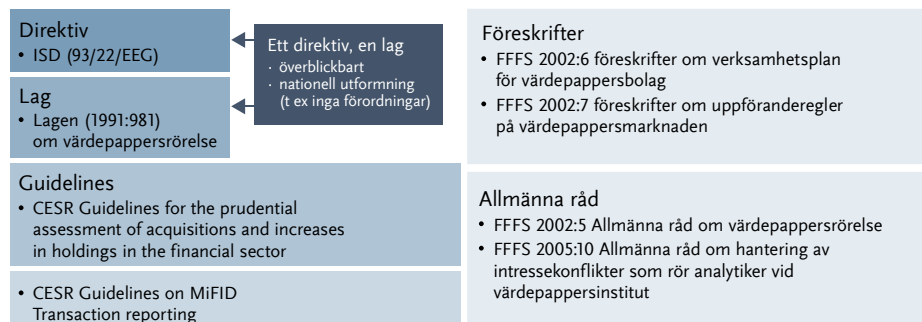 Direktiv
• ISD (93/22/EEG)
Lag
• Lagen (1991:981)
om värdepappersrörelse
Ett direktiv, en lag
· överblickbart
· nationell utformning
(t ex inga förordningar)
Guidelines
• CESR Guidelines for the prudential
assessment of acquisitions and increases
in holdings in the financial sector
• CESR Guidelines on MiFID
Transaction reporting
Föreskrifter
• FFFS 2002:6 föreskrifter om verksamhetsplan
för värdepappersbolag
• FFFS 2002:7 föreskrifter om uppföranderegler
på värdepappersmarknaden
Allmänna råd
• FFFS 2002:5 Allmänna råd om värdepappersrörelse
• FFFS 2005:10 Allmänna råd om hantering av
intressekonflikter som rör analytiker vid
värdepappersinstitut